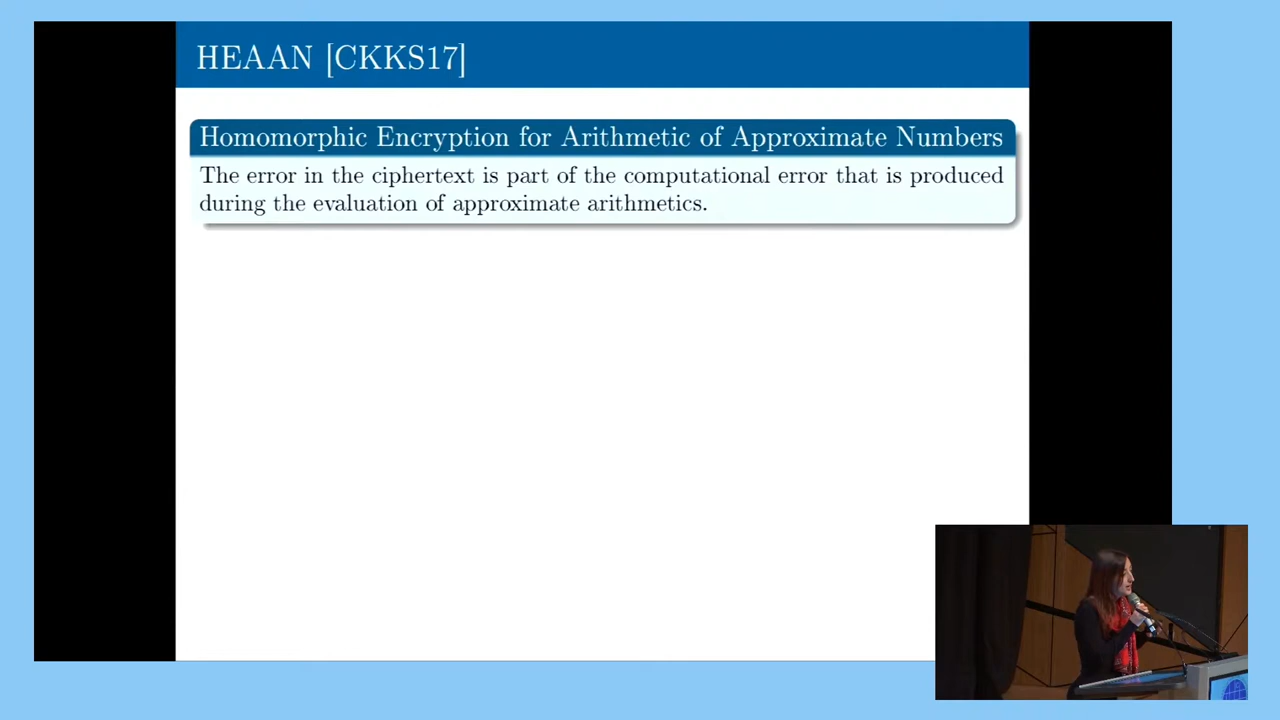 HEAAN [CKKS17]
Homomorphic Encryption for Arithmetic of Approximate Numbers
The error in the ciphertext is part of the computational error that is produced
during the evaluation of approximate arithmetics.